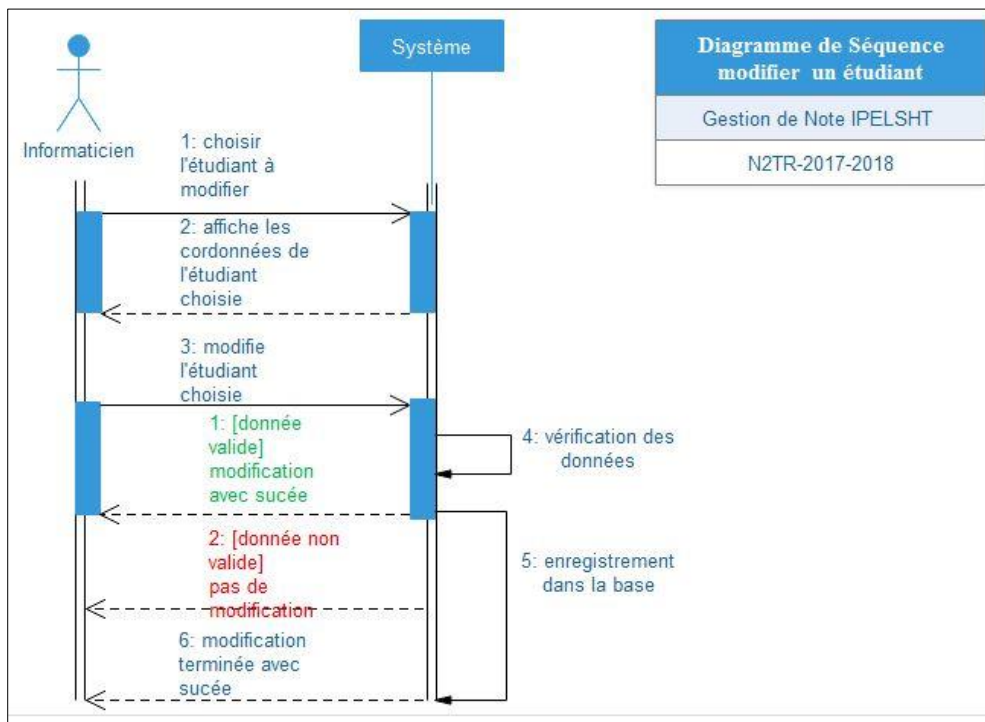 Système
Diagramme de Séquence
modifier un étudiant
Gestion de Note IPELSHT
N2TR-2017-2018
Informaticien
1: choisir
l'étudiant à
modifier
2: affiche les
cordonnées de
l'étudiant
choisie
3: modifie
l'étudiant
choisie
1: [donnée
valide]
modification
avec sucée
4: vérification des
données
2: [donnée non
valide]
pas de
modification
5: enregistrement
dans la base
6: modification
terminée avec
sucée